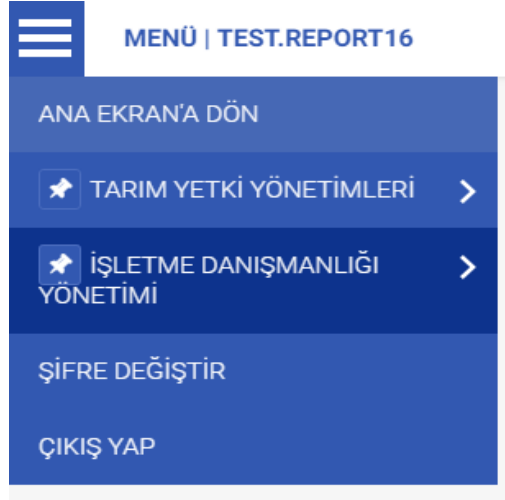 MENÜ | TEST.REPORT16
ANA EKRAN'A DÖN
TARIM YETKİ YÖNETİMLERİ
İŞLETME DANIŞMANLIĞI
YÖNETİMİ
ŞİFRE DEĞİŞTİR
ÇIKIŞ YAP